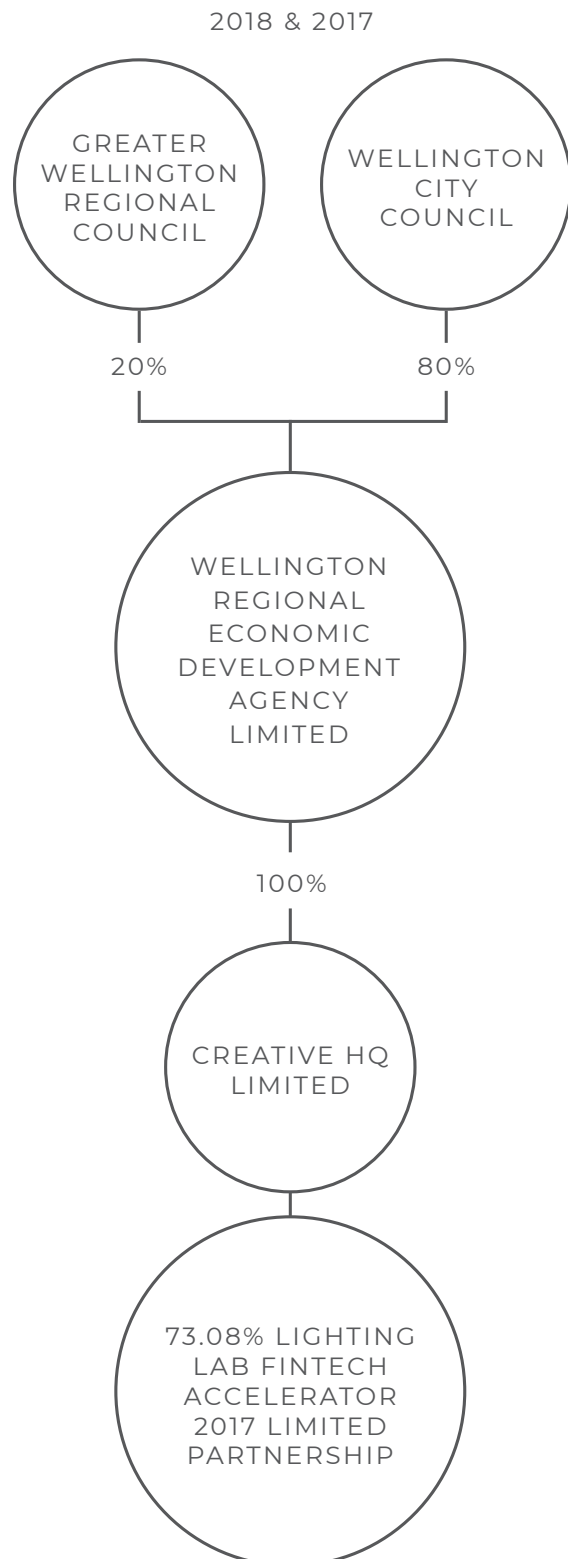 2018 & 2017
GREATER
WELLINGTON
REGIONAL
COUNCIL
WELLINGTON
CITY
COUNCIL
20%
80%
WELLINGTON
REGIONAL
ECONOMIC
DEVELOPMENT
AGENCY
LIMITED
100%
CREATIVE HQ
LIMITED
73.08% LIGHTING
LAB FINTECH
ACCELERATOR
2017 LIMITED
PARTNERSHIP